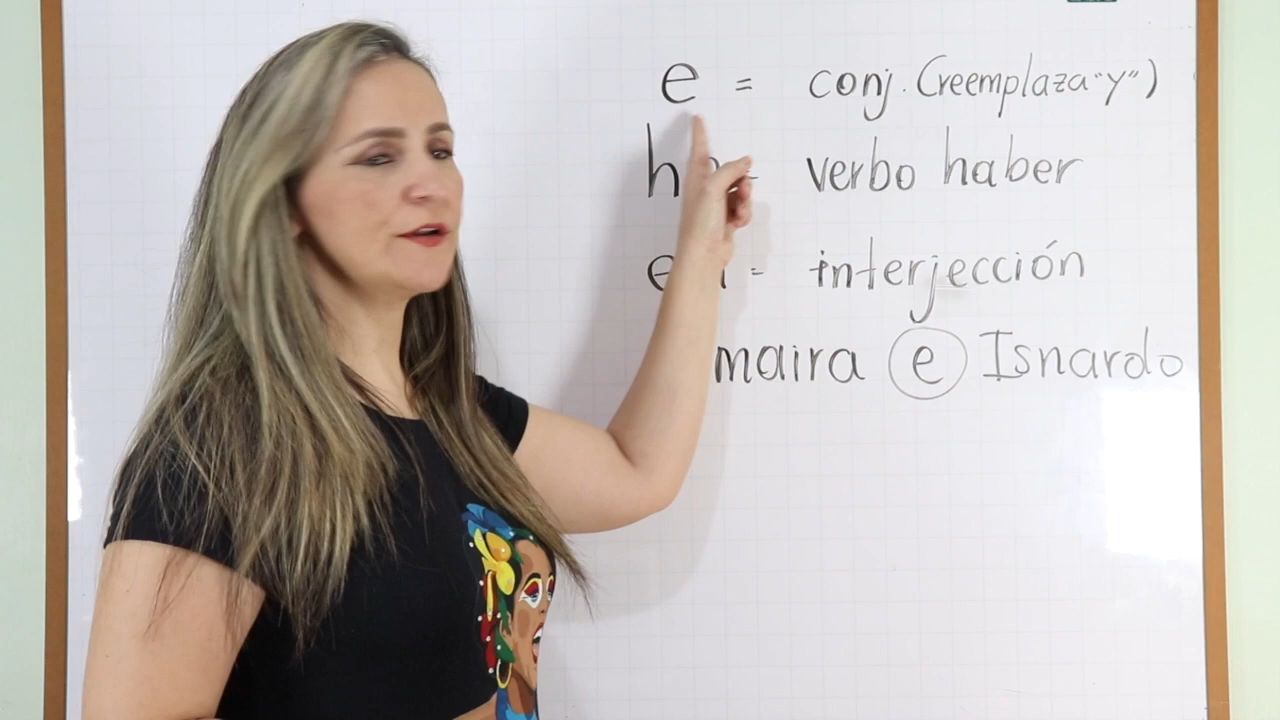 e = conj. (reemplaza "y")
verbo haber
interjección
maira e Isnardo